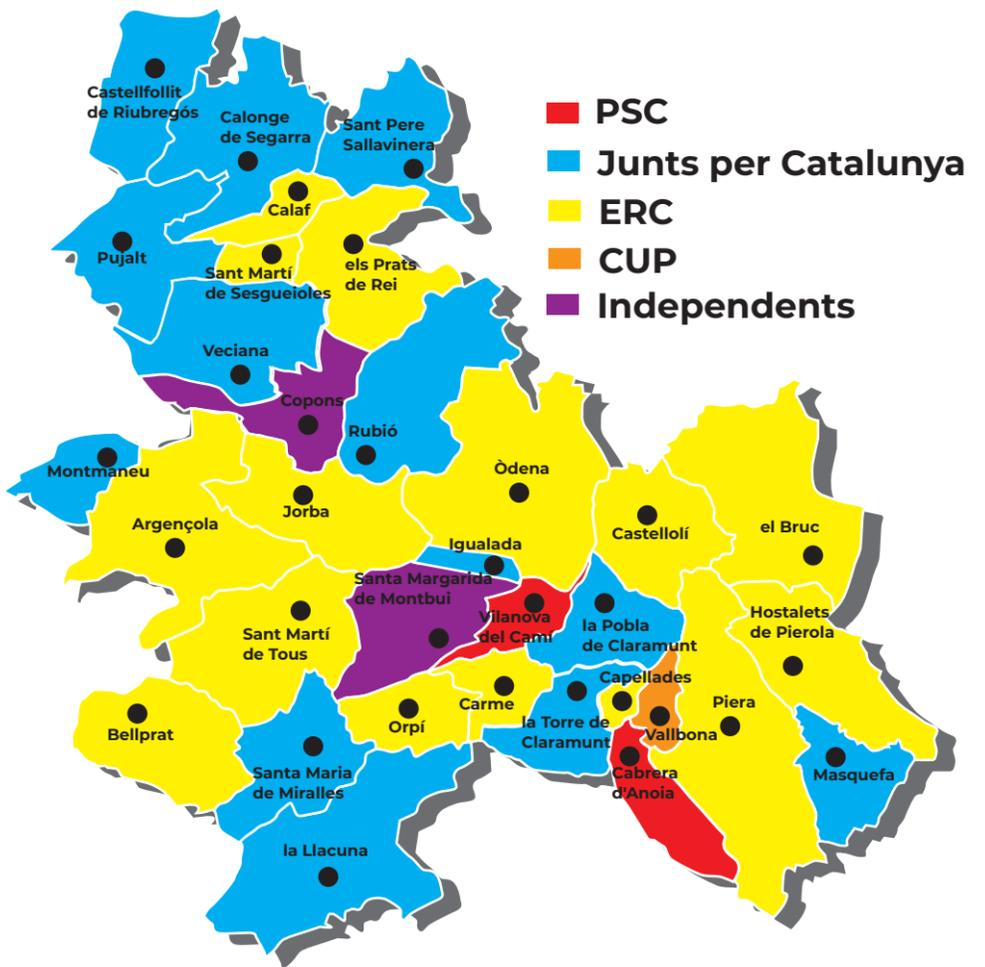 Castellfollit
de Riubregós
Calonge
de Segarra
Sant Pere
Sallavinera
PSC
Junts per Catalunya
ERC
CUP
Independents
Calaf
Pujalt
Sant Martí
de Sesgueioles
els Prats
de Rei
Veciana
Copons
Rubió
Montmaneu
Argençola
Jorba
Òdena
Castellolí
el Bruc
Igualada
Santa Margarida
de Montbui
Vilanova
del Camí
la Pobla
de Claramunt
Hostalets
de Pierola
Sant Martí
de Tous
Bellprat
Orpí
Carme
Capellades
la Torre de
Claramunt
Vallbona
Piera
Cabrera
d'Anoia
Masquefa
Santa Maria
de Miralles
la Llacuna